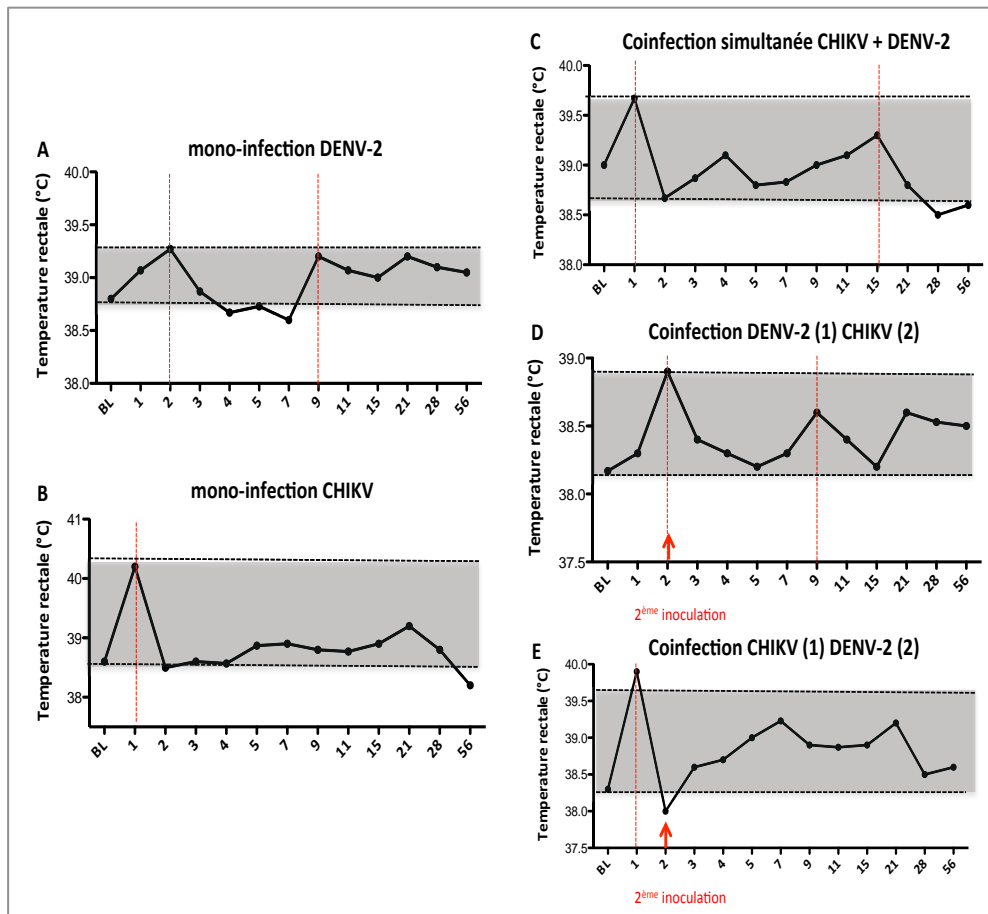 A
mono-infection DENV-2
Temperature rectale (°C)
40.0
39.5
39.0
38.5
38.0
BL 1 2 3 4 5 7 9 11 15 21 28 56
B
mono-infection CHIKV
Temperature rectale (°C)
41
40
39
38
BL 1 2 3 4 5 7 9 11 15 21 28 56
C
Coinfection simultanée CHIKV + DENV-2
Temperature rectale (°C)
40.0
39.5
39.0
38.5
38.0
BL 1 2 3 4 5 7 9 11 15 21 28 56
D
Coinfection DENV-2 (1) CHIKV (2)
Temperature rectale (°C)
39.0
38.5
38.0
37.5
BL 1 2 3 4 5 7 9 11 15 21 28 56
2ème inoculation
E
Coinfection CHIKV (1) DENV-2 (2)
Temperature rectale (°C)
40.0
39.5
39.0
38.5
38.0
37.5
BL 1 2 3 4 5 7 9 11 15 21 28 56
2ème inoculation